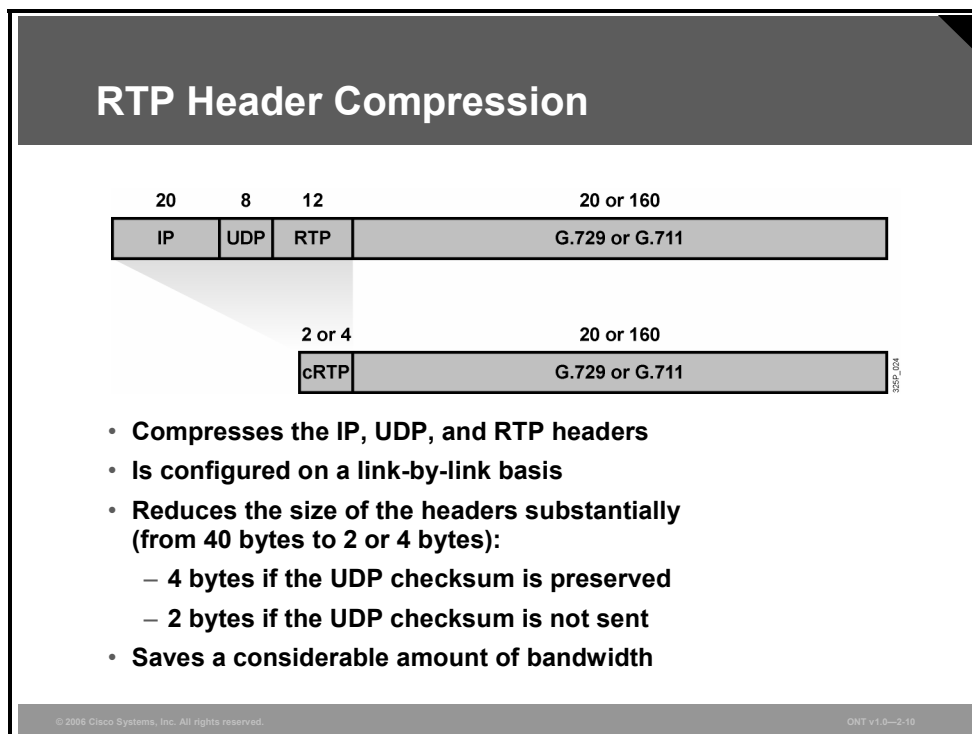 RTP Header Compression
20 8 12 20 or 160
IP UDP RTP G.729 or G.711
2 or 4 20 or 160
cRTP G.729 or G.711
325P_024
• Compresses the IP, UDP, and RTP headers
• Is configured on a link-by-link basis
• Reduces the size of the headers substantially
(from 40 bytes to 2 or 4 bytes):
– 4 bytes if the UDP checksum is preserved
– 2 bytes if the UDP checksum is not sent
• Saves a considerable amount of bandwidth
© 2006 Cisco Systems, Inc. All rights reserved. ONT v1.0—2-10